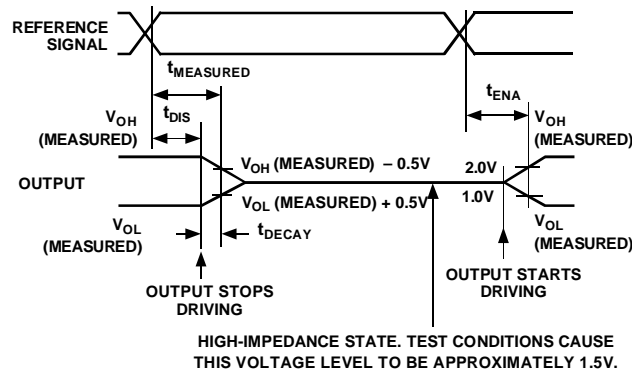 REFERENCE
SIGNAL
tMEASURED
tDIS
tENA
VOH
(MEASURED)
VOH
(MEASURED)
VOH (MEASURED) – 0.5V
2.0V
OUTPUT
VOL (MEASURED) + 0.5V
1.0V
VOL
(MEASURED)
tDECAY
VOL
(MEASURED)
OUTPUT STOPS
DRIVING
OUTPUT STARTS
DRIVING
HIGH-IMPEDANCE STATE. TEST CONDITIONS CAUSE
THIS VOLTAGE LEVEL TO BE APPROXIMATELY 1.5V.